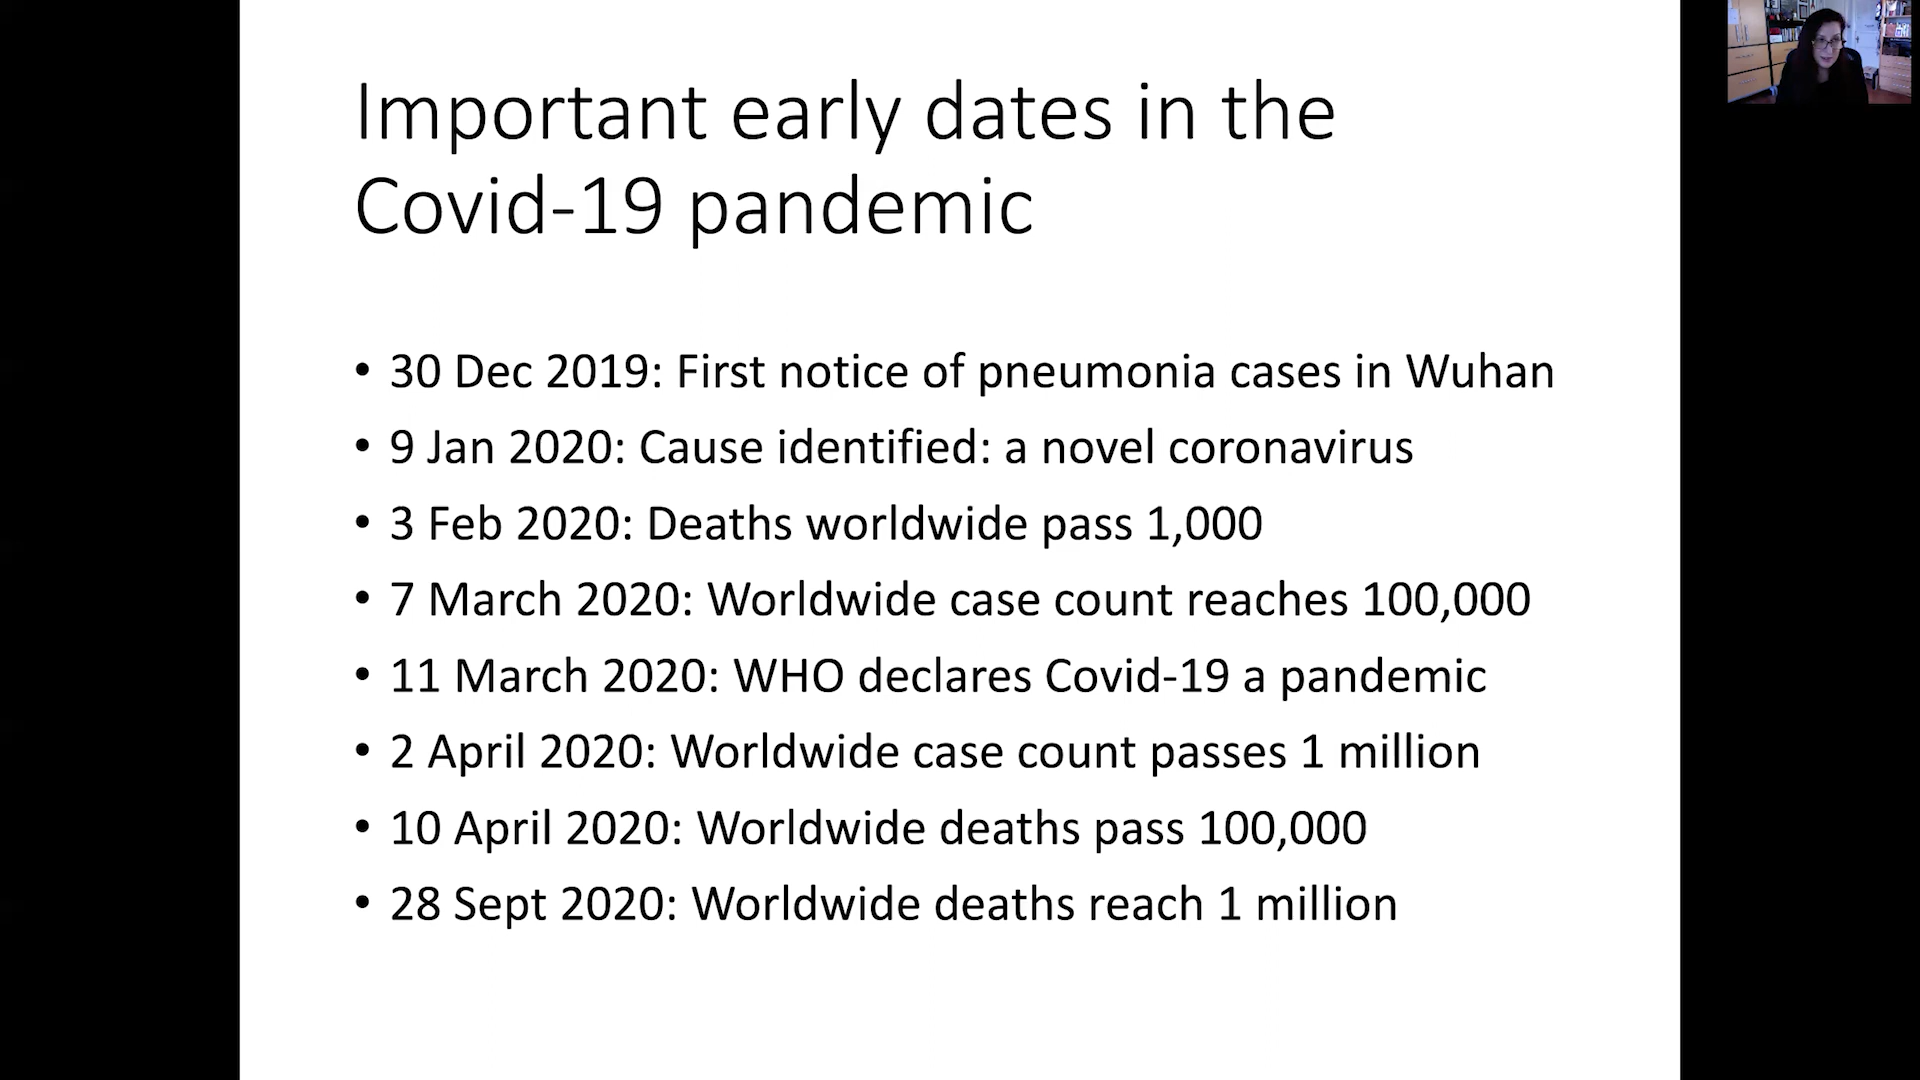 Important early dates in the
Covid-19 pandemic
• 30 Dec 2019: First notice of pneumonia cases in Wuhan
• 9 Jan 2020: Cause identified: a novel coronavirus
• 3 Feb 2020: Deaths worldwide pass 1,000
• 7 March 2020: Worldwide case count reaches 100,000
• 11 March 2020: WHO declares Covid-19 a pandemic
• 2 April 2020: Worldwide case count passes 1 million
• 10 April 2020: Worldwide deaths pass 100,000
• 28 Sept 2020: Worldwide deaths reach 1 million